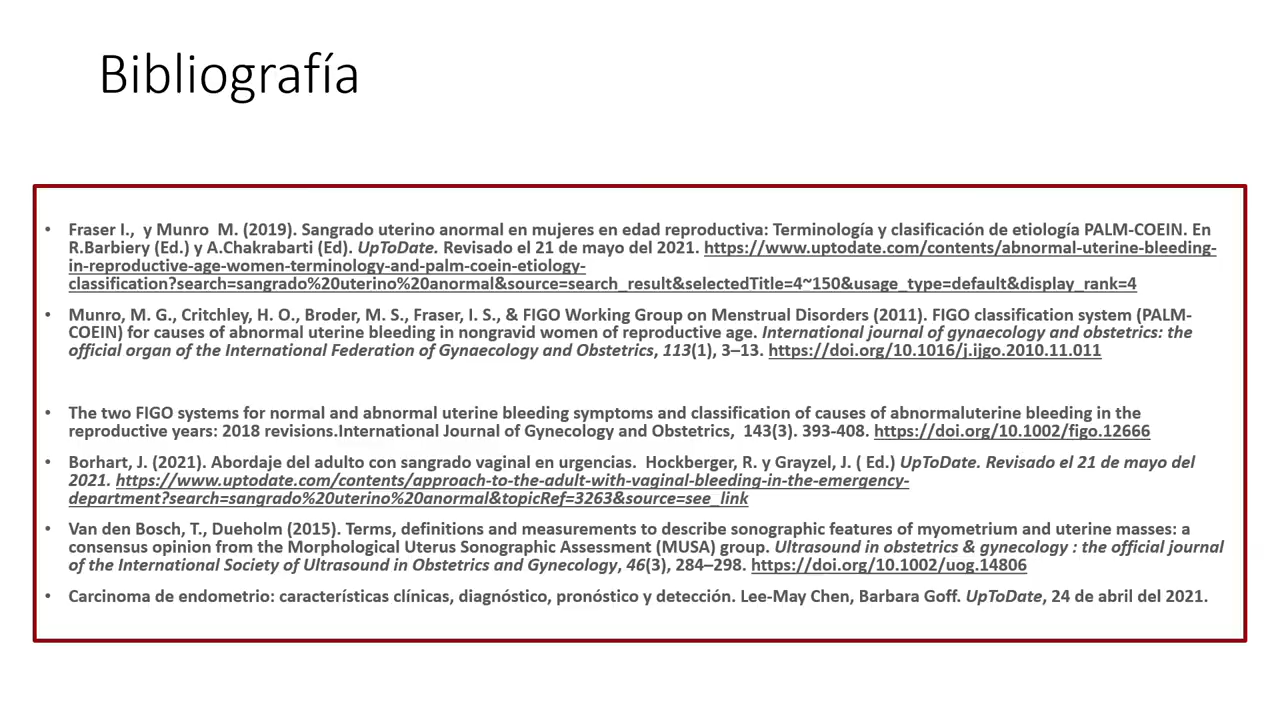 Bibliografía
• Fraser I., y Munro M. (2019). Sangrado uterino anormal en mujeres en edad reproductiva: Terminología y clasificación de etiología PALM-COEIN. En
R.Barbiery (Ed.) y A.Chakrabarti (Ed). UpToDate. Revisado el 21 de mayo del 2021. https://www.uptodate.com/contents/abnormal-uterine-bleeding-
in-reproductive-age-women-terminology-and-palm-coein-etiology-
classification?search=sangrado%20uterino%20anormal&source=search_result&selectedTitle=4~150&usage_type=default&display_rank=4
• Munro, M. G., Critchley, H. O., Broder, M. S., Fraser, I. S., & FIGO Working Group on Menstrual Disorders (2011). FIGO classification system (PALM-
COEIN) for causes of abnormal uterine bleeding in nongravid women of reproductive age. International journal of gynaecology and obstetrics: the
official organ of the International Federation of Gynaecology and Obstetrics, 113(1), 3–13. https://doi.org/10.1016/j.ijgo.2010.11.011
• The two FIGO systems for normal and abnormal uterine bleeding symptoms and classification of causes of abnormaluterine bleeding in the
reproductive years: 2018 revisions.International Journal of Gynecology and Obstetrics, 143(3). 393-408. https://doi.org/10.1002/figo.12666
• Borhart, J. (2021). Abordaje del adulto con sangrado vaginal en urgencias. Hockberger, R. y Grayzel, J. ( Ed.) UpToDate. Revisado el 21 de mayo del
2021. https://www.uptodate.com/contents/approach-to-the-adult-with-vaginal-bleeding-in-the-emergency-
department?search=sangrado%20uterino%20anormal&topicRef=3263&source=see_link
• Van den Bosch, T., Dueholm (2015). Terms, definitions and measurements to describe sonographic features of myometrium and uterine masses: a
consensus opinion from the Morphological Uterus Sonographic Assessment (MUSA) group. Ultrasound in obstetrics & gynecology : the official journal
of the International Society of Ultrasound in Obstetrics and Gynecology, 46(3), 284–298. https://doi.org/10.1002/uog.14806
• Carcinoma de endometrio: características clínicas, diagnóstico, pronóstico y detección. Lee-May Chen, Barbara Goff. UpToDate, 24 de abril del 2021.